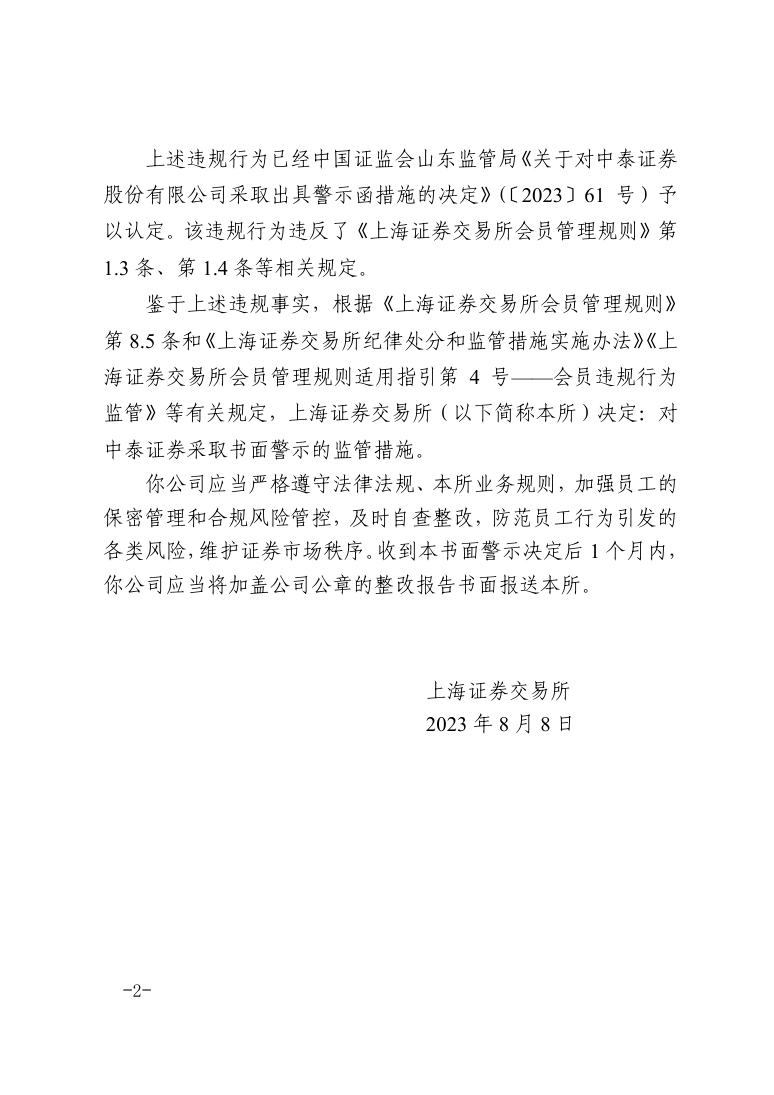 上述违规行为已经中国证监会山东监管局《关于对中泰证券
股份有限公司采取出具警示函措施的决定》（〔2023〕61 号）予
以认定。该违规行为违反了《上海证券交易所会员管理规则》第
1.3 条、第 1.4 条等相关规定。
鉴于上述违规事实，根据《上海证券交易所会员管理规则》
第 8.5 条和《上海证券交易所纪律处分和监管措施实施办法》《上
海证券交易所会员管理规则适用指引第 4 号——会员违规行为
监管》等有关规定，上海证券交易所（以下简称本所）决定：对
中泰证券采取书面警示的监管措施。
你公司应当严格遵守法律法规、本所业务规则，加强员工的
保密管理和合规风险管控，及时自查整改，防范员工行为引发的
各类风险，维护证券市场秩序。收到本书面警示决定后 1 个月内，
你公司应当将加盖公司公章的整改报告书面报送本所。
上海证券交易所
2023 年 8 月 8 日
-2-